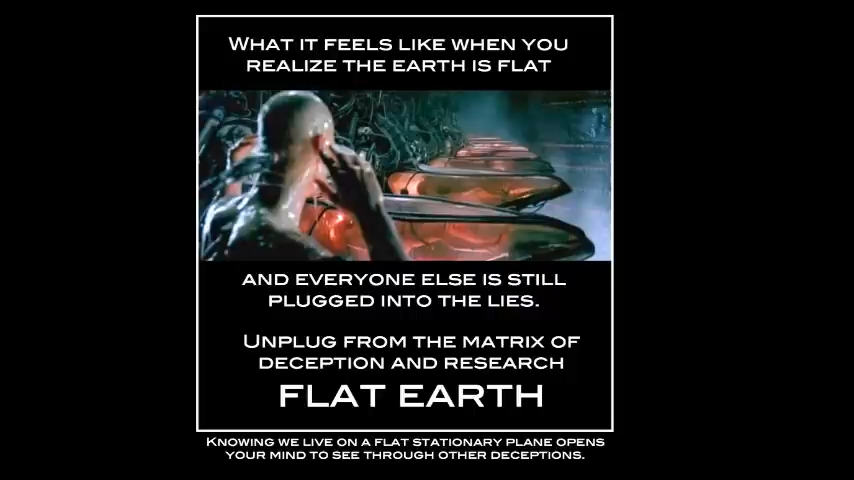 What it feels like when you
realize the earth is flat
and everyone else is still
plugged into the lies.
Unplug from the matrix of
deception and research
FLAT EARTH
Knowing we live on a flat stationary plane opens
your mind to see through other deceptions.